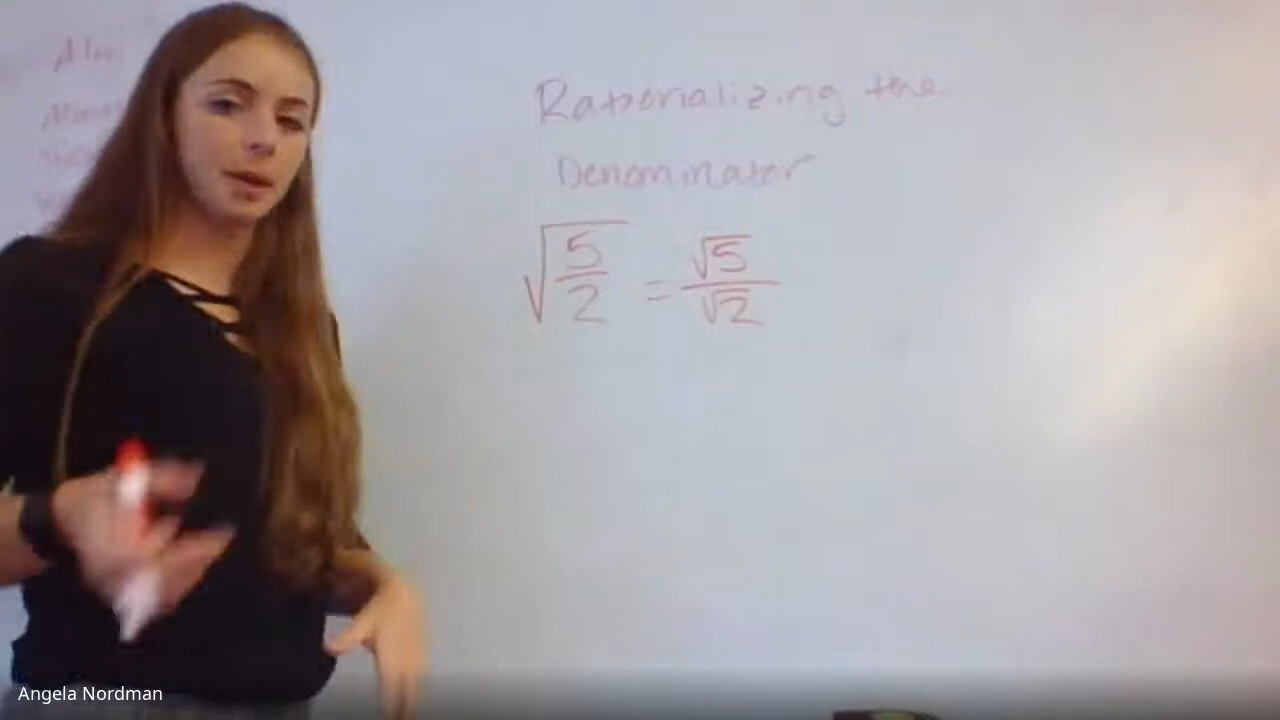 Rationalizing the
Denominator
√5/2 = √5/√2
Angela Nordman